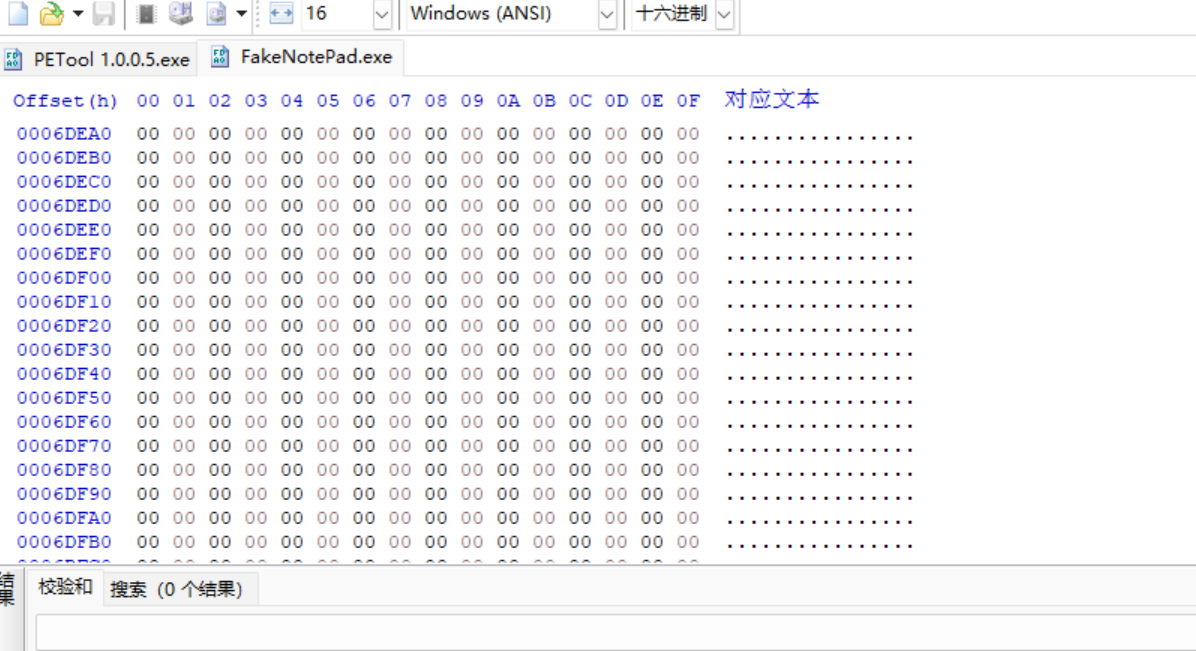 16 Windows (ANSI) 十六进制
PETool 1.0.0.5.exe FakeNotePad.exe
Offset(h) 00 01 02 03 04 05 06 07 08 09 0A 0B 0C 0D 0E 0F 对应文本
0006DEA0 00 00 00 00 00 00 00 00 00 00 00 00 00 00 00 00 ................
0006DEB0 00 00 00 00 00 00 00 00 00 00 00 00 00 00 00 00 ................
0006DEC0 00 00 00 00 00 00 00 00 00 00 00 00 00 00 00 00 ................
0006DED0 00 00 00 00 00 00 00 00 00 00 00 00 00 00 00 00 ................
0006DEE0 00 00 00 00 00 00 00 00 00 00 00 00 00 00 00 00 ................
0006DEF0 00 00 00 00 00 00 00 00 00 00 00 00 00 00 00 00 ................
0006DF00 00 00 00 00 00 00 00 00 00 00 00 00 00 00 00 00 ................
0006DF10 00 00 00 00 00 00 00 00 00 00 00 00 00 00 00 00 ................
0006DF20 00 00 00 00 00 00 00 00 00 00 00 00 00 00 00 00 ................
0006DF30 00 00 00 00 00 00 00 00 00 00 00 00 00 00 00 00 ................
0006DF40 00 00 00 00 00 00 00 00 00 00 00 00 00 00 00 00 ................
0006DF50 00 00 00 00 00 00 00 00 00 00 00 00 00 00 00 00 ................
0006DF60 00 00 00 00 00 00 00 00 00 00 00 00 00 00 00 00 ................
0006DF70 00 00 00 00 00 00 00 00 00 00 00 00 00 00 00 00 ................
0006DF80 00 00 00 00 00 00 00 00 00 00 00 00 00 00 00 00 ................
0006DF90 00 00 00 00 00 00 00 00 00 00 00 00 00 00 00 00 ................
0006DFA0 00 00 00 00 00 00 00 00 00 00 00 00 00 00 00 00 ................
0006DFB0 00 00 00 00 00 00 00 00 00 00 00 00 00 00 00 00 ................
结果
校验和 搜索（0 个结果）